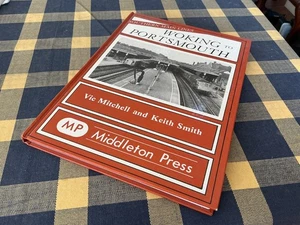 WOKING TO
PORTSMOUTH
Vic Mitchell and Keith Smith
MP Middleton Press